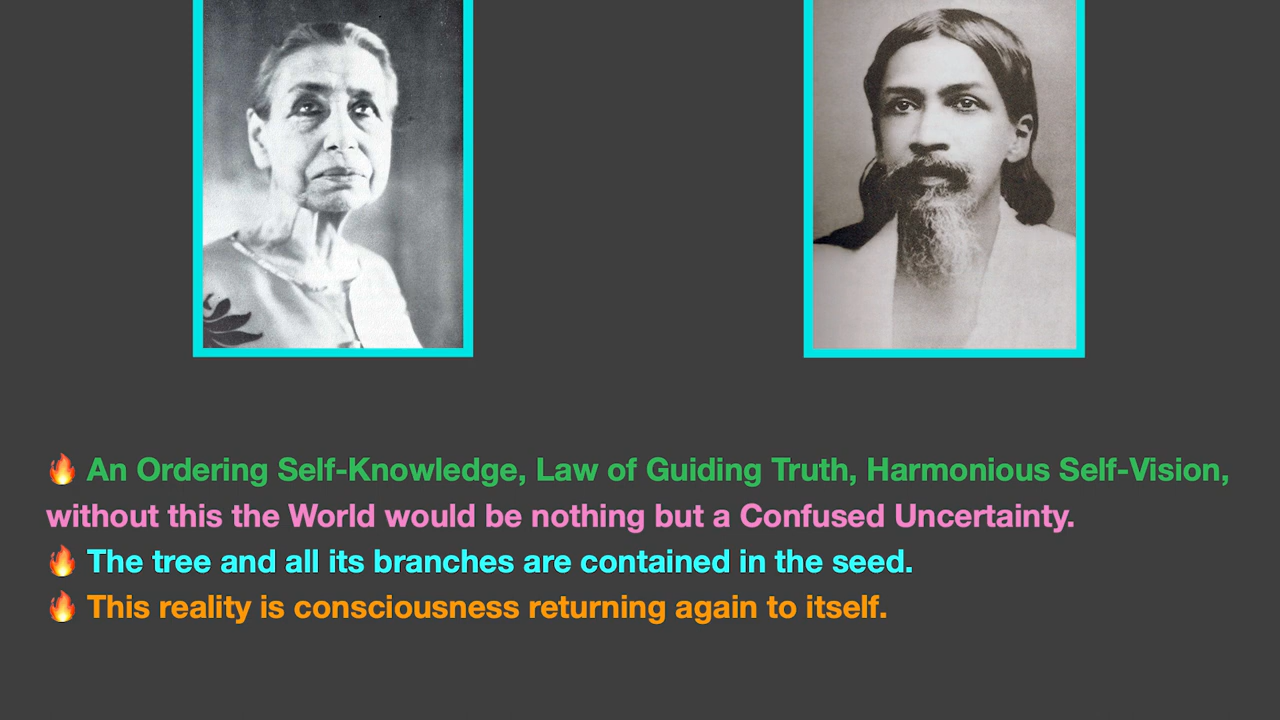 🔥 An Ordering Self-Knowledge, Law of Guiding Truth, Harmonious Self-Vision,
without this the World would be nothing but a Confused Uncertainty.
🔥 The tree and all its branches are contained in the seed.
🔥 This reality is consciousness returning again to itself.